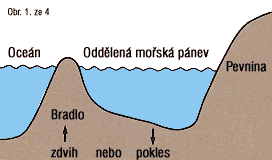 Obr. 1. ze 4
Oceán Oddělená mořská pánev
Pevnina
Bradlo
zdvih nebo pokles